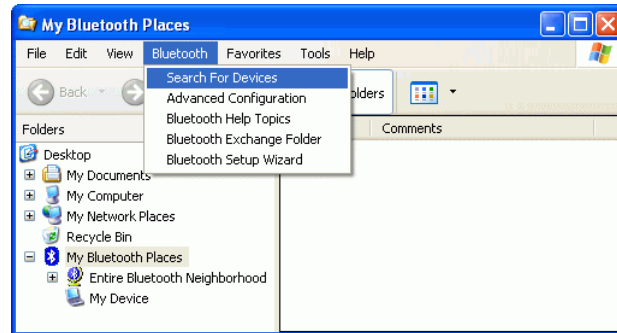 My Bluetooth Places
File Edit View Bluetooth Favorites Tools Help
Back
Search For Devices
Advanced Configuration
Bluetooth Help Topics
Bluetooth Exchange Folder
Bluetooth Setup Wizard
Folders
Comments
Desktop
My Documents
My Computer
My Network Places
Recycle Bin
My Bluetooth Places
Entire Bluetooth Neighborhood
My Device